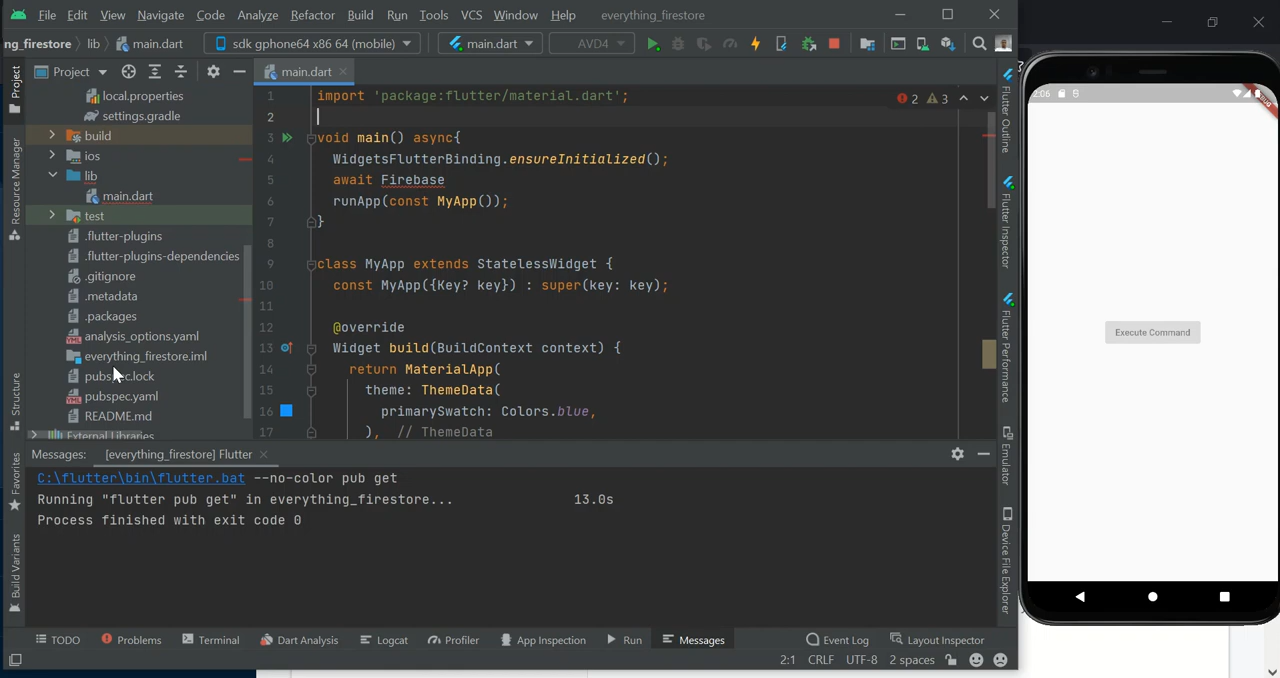 File Edit View Navigate Code Analyze Refactor Build Run Tools VCS Window Help everything_firestore
ng_firestore lib main.dart sdk gphone64 x86 64 (mobile) main.dart AVD4
Project main.dart
local.properties
settings.gradle
build
ios
lib
main.dart
test
.flutter-plugins
.flutter-plugins-dependencies
.gitignore
.metadata
.packages
analysis_options.yaml
everything_firestore.iml
pubspec.lock
pubspec.yaml
README.md
External Libraries
1 import 'package:flutter/material.dart';
2
3 void main() async{
4 WidgetsFlutterBinding.ensureInitialized();
5 await Firebase
6 runApp(const MyApp());
7 }
8
9 class MyApp extends StatelessWidget {
10 const MyApp({Key? key}) : super(key: key);
11
12 @override
13 Widget build(BuildContext context) {
14 return MaterialApp(
15 theme: ThemeData(
16 primarySwatch: Colors.blue,
17 ), // ThemeData
2 3
Messages: [everything_firestore] Flutter
C:\flutter\bin\flutter.bat --no-color pub get
Running "flutter pub get" in everything_firestore... 13.0s
Process finished with exit code 0
TODO Problems Terminal Dart Analysis Logcat Profiler App Inspection Run Messages Event Log Layout Inspector
2:1 CRLF UTF-8 2 spaces
Project
Resource Manager
Structure
Favorites
Build Variants
Flutter Outline
Flutter Inspector
Flutter Performance
Emulator
Device File Explorer
2:06
Execute Command